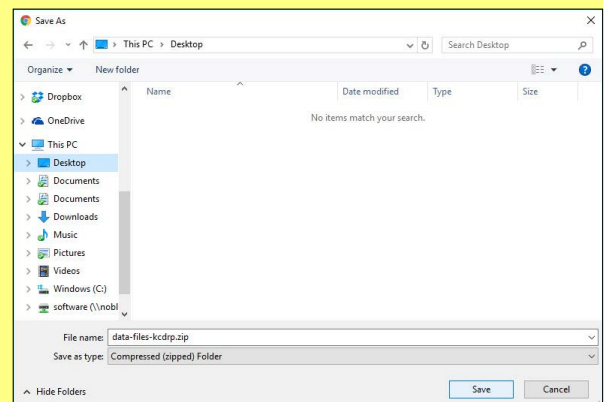 Save As
This PC > Desktop
Search Desktop
Organize
New folder
Name
Date modified
Type
Size
No items match your search.
Dropbox
OneDrive
This PC
Desktop
Documents
Documents
Downloads
Music
Pictures
Videos
Windows (C:)
software (\\nobl
File name: data-files-kcdrp.zip
Save as type: Compressed (zipped) Folder
Hide Folders
Save
Cancel